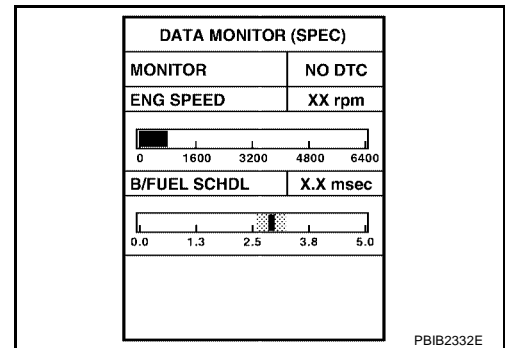 DATA MONITOR (SPEC)
MONITOR NO DTC
ENG SPEED XX rpm
0 1600 3200 4800 6400
B/FUEL SCHDL X.X msec
0.0 1.3 2.5 3.8 5.0
PBIB2332E